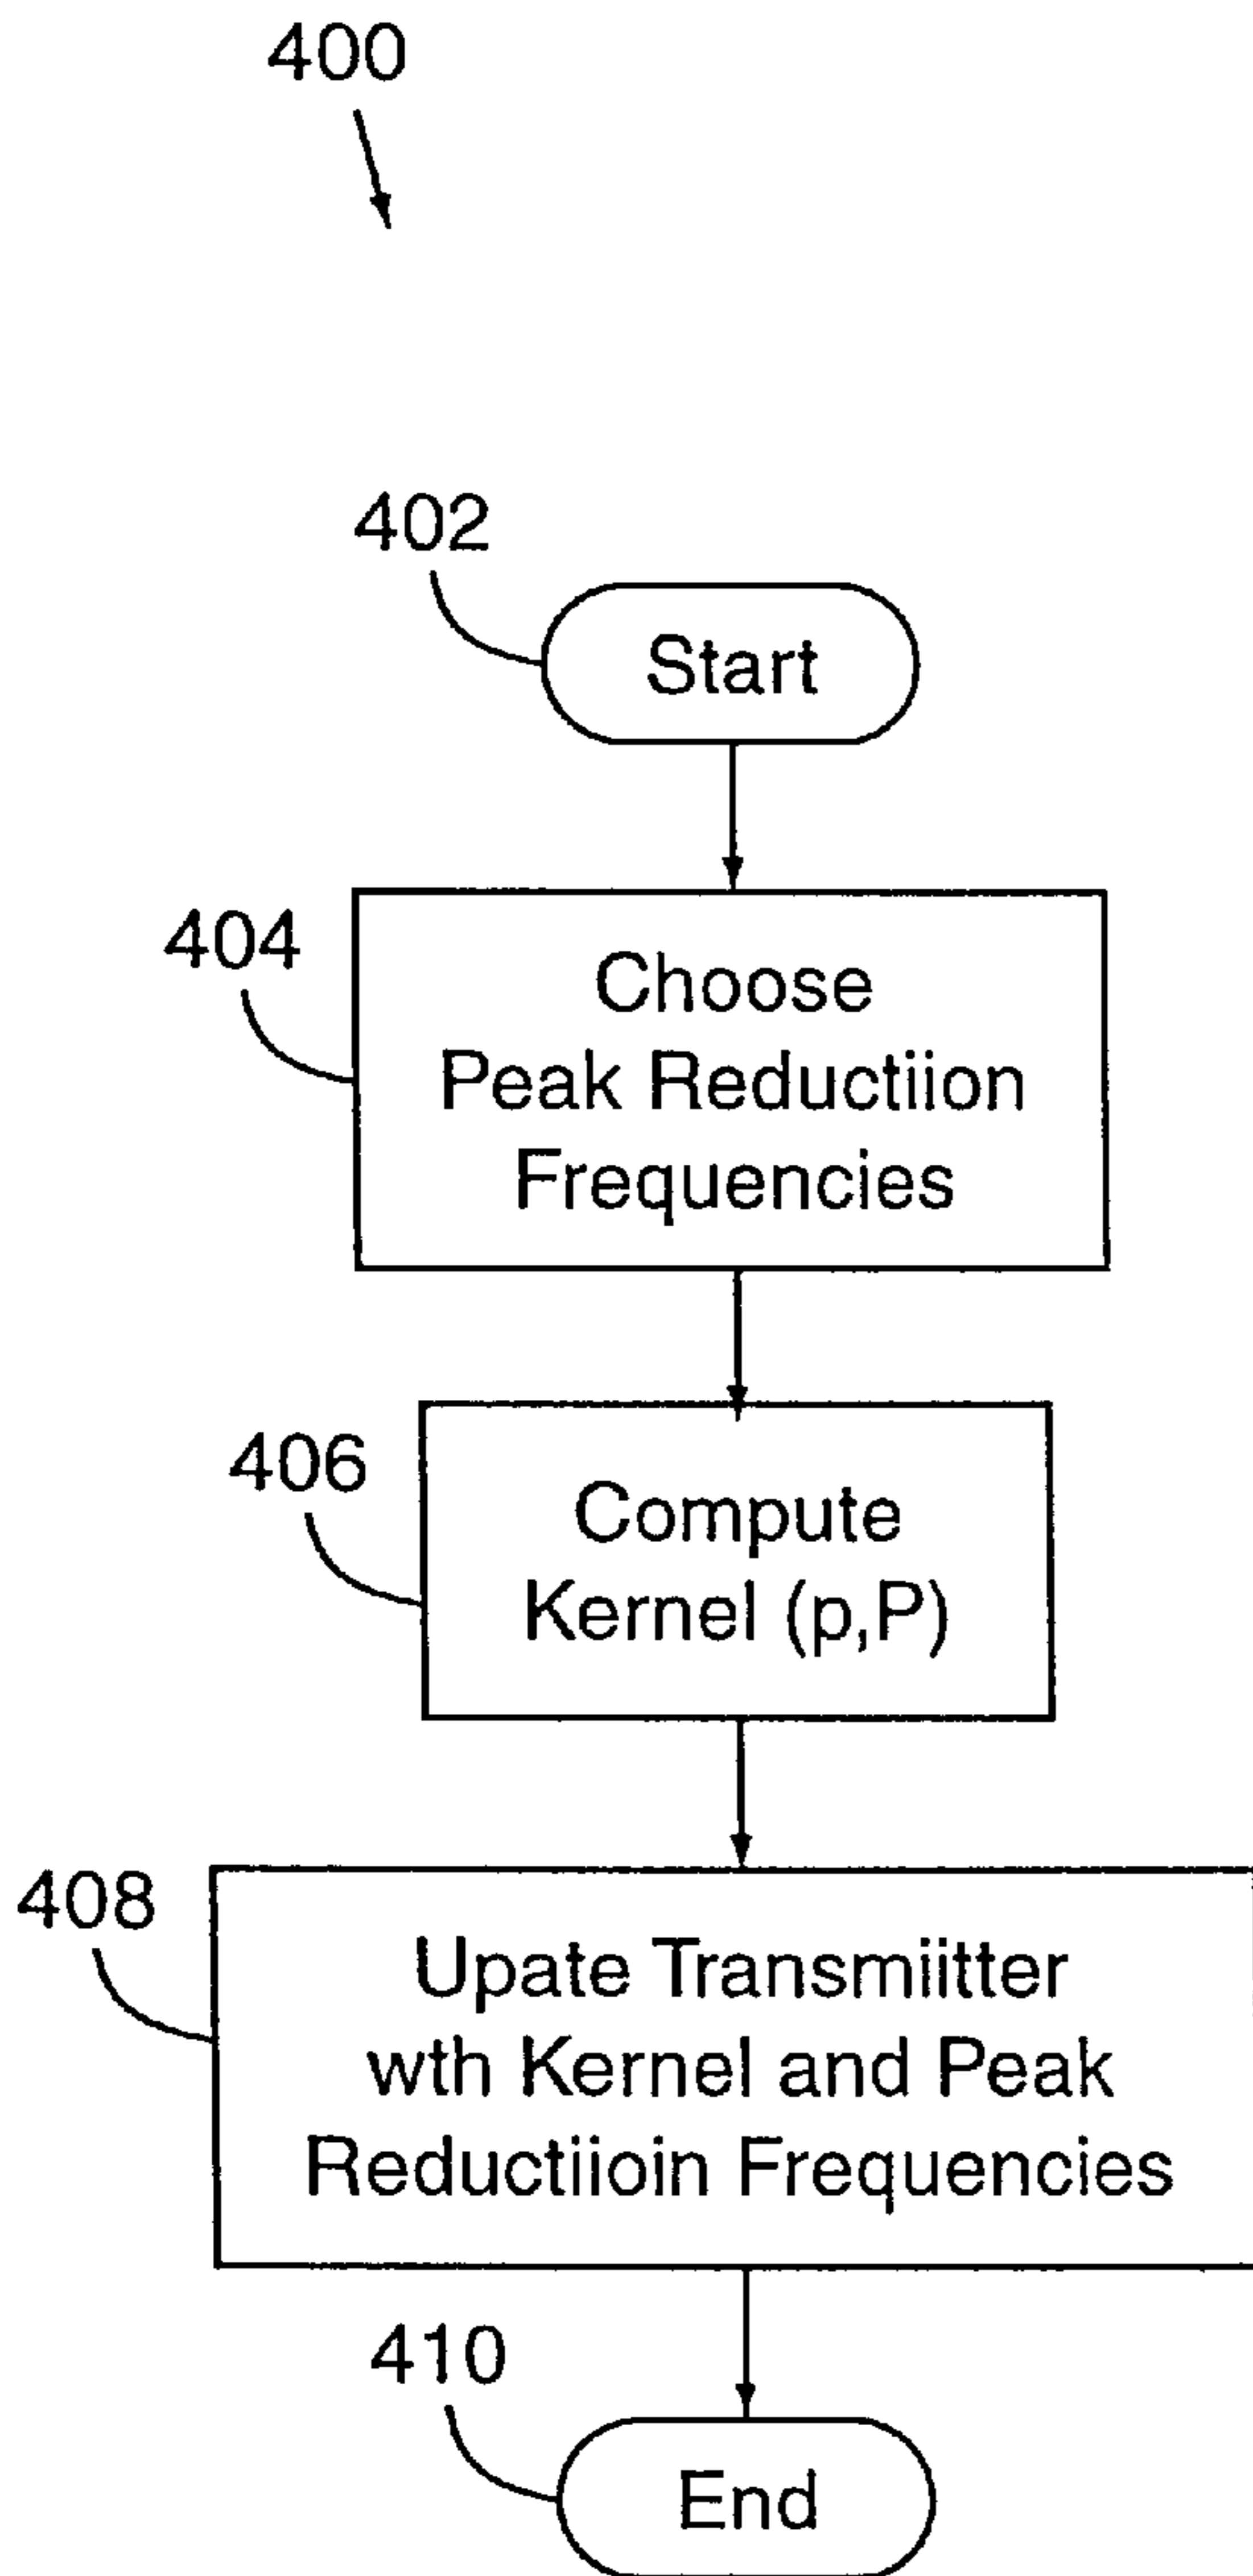 400
402
Start
404
Choose
Peak Reductiion
Frequencies
406
Compute
Kernel (p,P)
408
Upate Transmiitter
wth Kernel and Peak
Reductiioin Frequencies
410
End